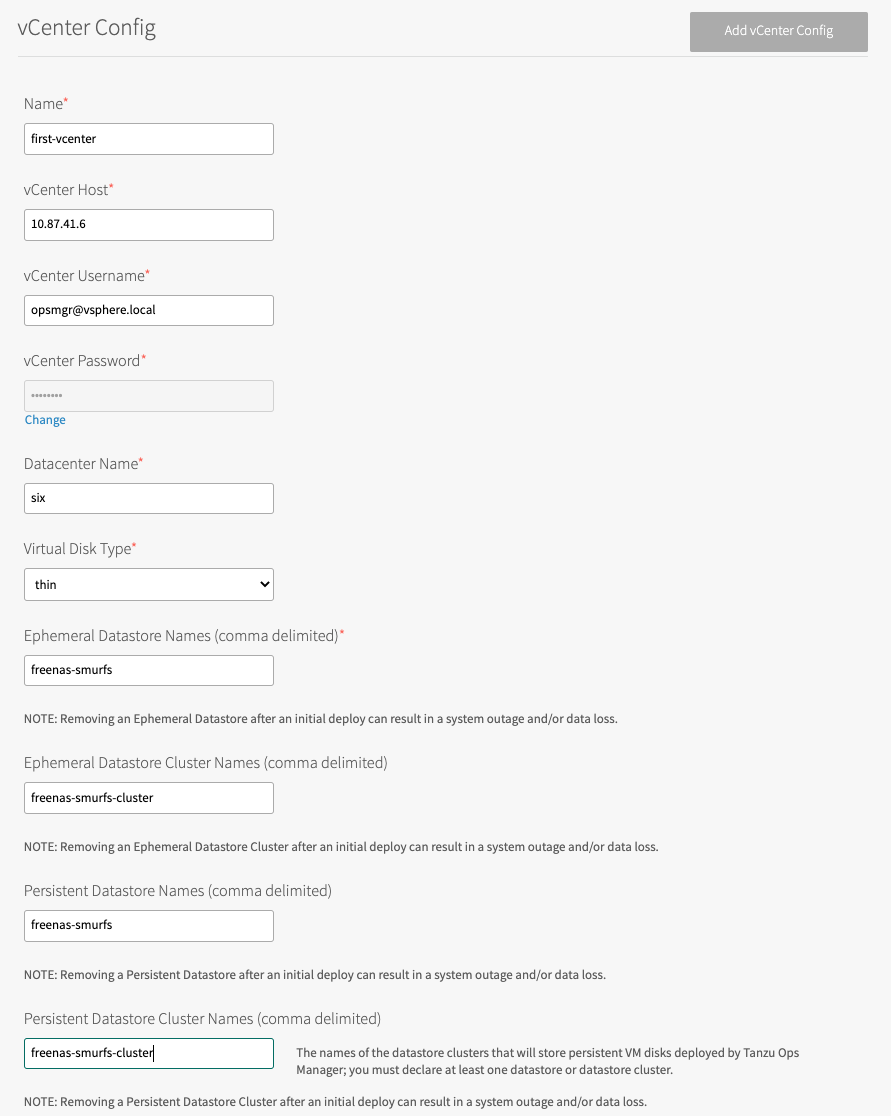 vCenter Config
Add vCenter Config
Name*
first-vcenter
vCenter Host*
10.87.41.6
vCenter Username*
opsmgr@vsphere.local
vCenter Password*
••••••••
Change
Datacenter Name*
six
Virtual Disk Type*
thin
Ephemeral Datastore Names (comma delimited)*
freenas-smurfs
NOTE: Removing an Ephemeral Datastore after an initial deploy can result in a system outage and/or data loss.
Ephemeral Datastore Cluster Names (comma delimited)
freenas-smurfs-cluster
NOTE: Removing an Ephemeral Datastore Cluster after an initial deploy can result in a system outage and/or data loss.
Persistent Datastore Names (comma delimited)
freenas-smurfs
NOTE: Removing a Persistent Datastore after an initial deploy can result in a system outage and/or data loss.
Persistent Datastore Cluster Names (comma delimited)
freenas-smurfs-cluster
The names of the datastore clusters that will store persistent VM disks deployed by Tanzu Ops
Manager; you must declare at least one datastore or datastore cluster.
NOTE: Removing a Persistent Datastore Cluster after an initial deploy can result in a system outage and/or data loss.